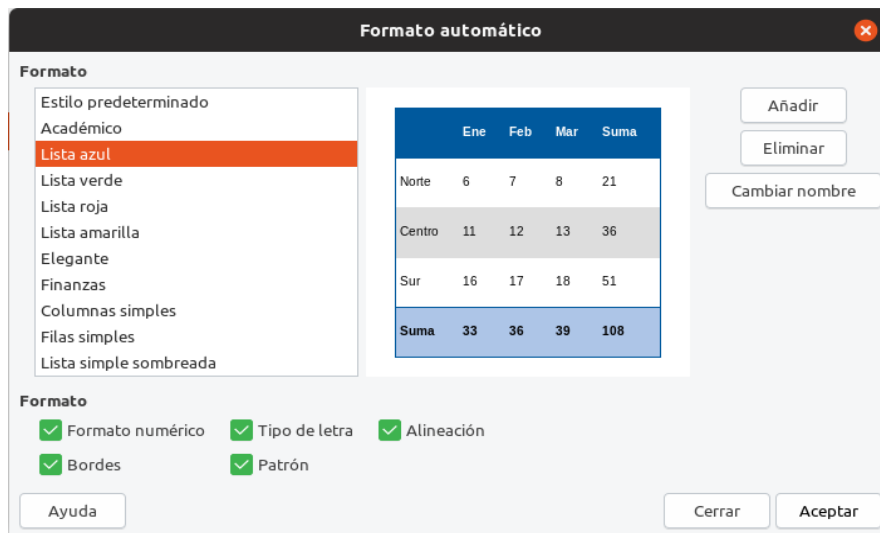 Formato automático
Formato
Estilo predeterminado
Académico
Lista azul
Lista verde
Lista roja
Lista amarilla
Elegante
Finanzas
Columnas simples
Filas simples
Lista simple sombreada
Ene Feb Mar Suma
Norte 6 7 8 21
Centro 11 12 13 36
Sur 16 17 18 51
Suma 33 36 39 108
Añadir
Eliminar
Cambiar nombre
Formato
Formato numérico Tipo de letra Alineación
Bordes Patrón
Ayuda Cerrar Aceptar